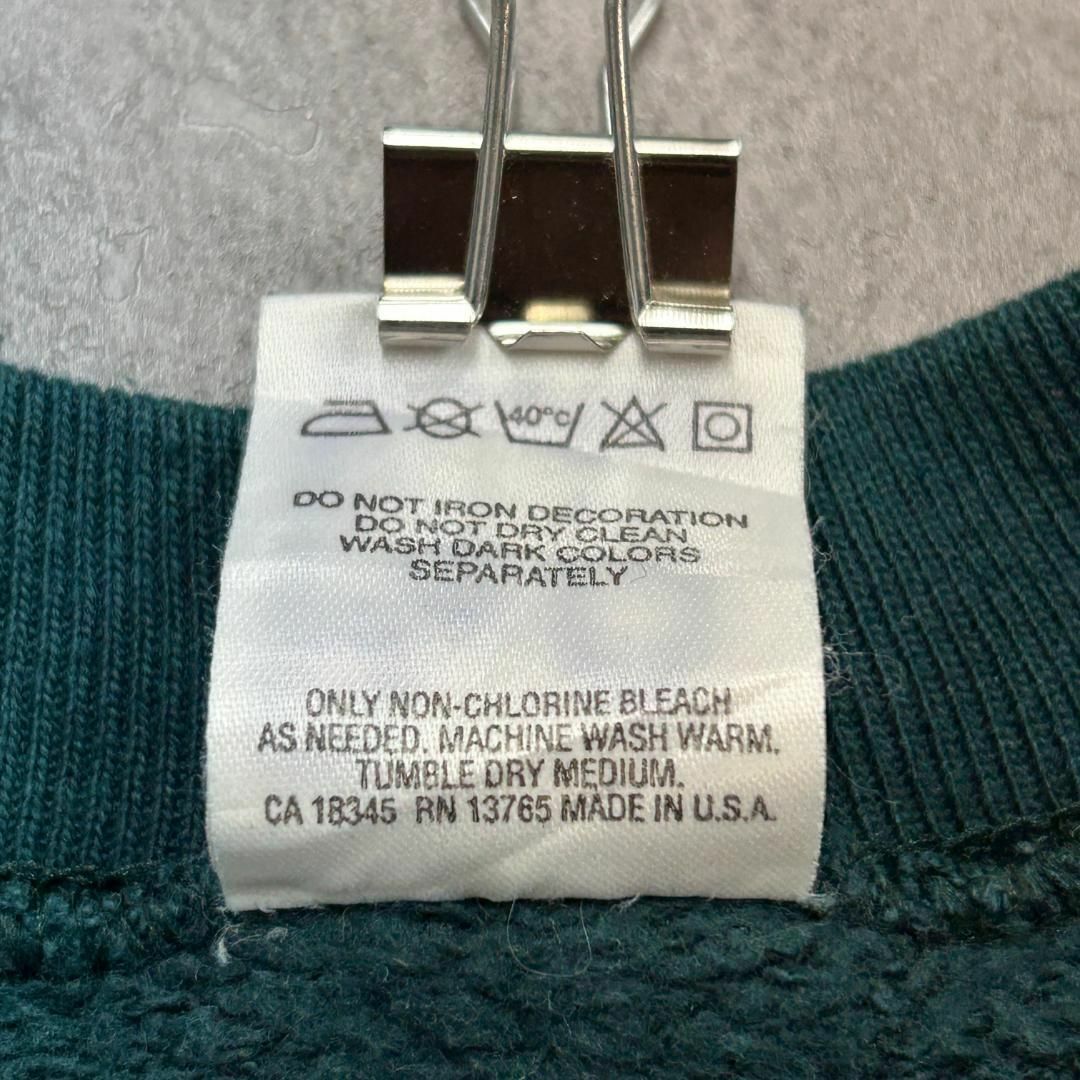 40°C
DO NOT IRON DECORATION
DO NOT DRY CLEAN
WASH DARK COLORS
SEPARATELY
ONLY NON-CHLORINE BLEACH
AS NEEDED. MACHINE WASH WARM.
TUMBLE DRY MEDIUM.
CA 18345 RN 13765 MADE IN U.S.A.